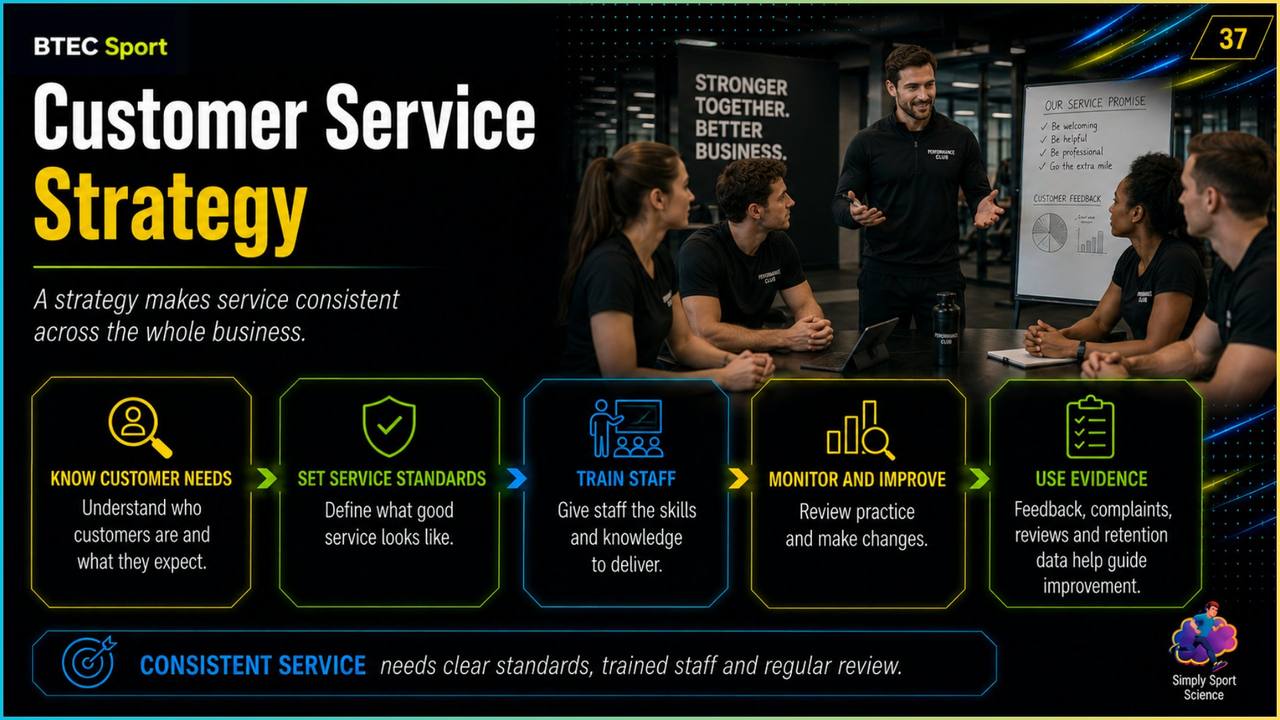 BTEC Sport
37
Customer Service
Strategy
A strategy makes service consistent
across the whole business.
STRONGER
TOGETHER.
BETTER
BUSINESS.
PERFORMANCE
CLUB
OUR SERVICE PROMISE
✓ Be welcoming
✓ Be helpful
✓ Be professional
✓ Go the extra mile
CUSTOMER FEEDBACK
PERFORMANCE
CLUB
PERFORMANCE
CLUB
KNOW CUSTOMER NEEDS
Understand who
customers are and
what they expect.
SET SERVICE STANDARDS
Define what good
service looks like.
TRAIN STAFF
Give staff the skills
and knowledge
to deliver.
MONITOR AND IMPROVE
Review practice
and make changes.
USE EVIDENCE
Feedback, complaints,
reviews and retention
data help guide
improvement.
CONSISTENT SERVICE needs clear standards, trained staff and regular review.
Simply Sport
Science